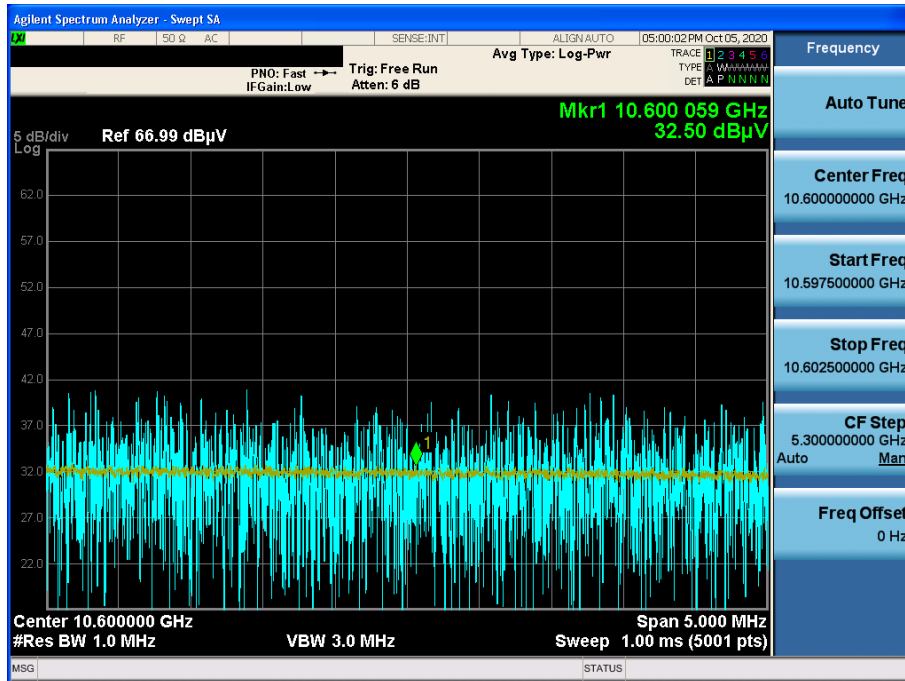 Agilent Spectrum Analyzer - Swept SA
LXI RF 50 Ω AC SENSE:INT ALIGN AUTO 05:00:02 PM Oct 05, 2020
PNO: Fast Trig: Free Run Avg Type: Log-Pwr TRACE 1 2 3 4 5 6
IFGain:Low Atten: 6 dB TYPE A WWWWW
DET A P N N N N
Mkr1 10.600 059 GHz
32.50 dBµV
5 dB/div Ref 66.99 dBµV
Log
62.0
57.0
52.0
47.0
42.0
37.0
1
32.0
27.0
22.0
Center 10.600000 GHz Span 5.000 MHz
#Res BW 1.0 MHz VBW 3.0 MHz Sweep 1.00 ms (5001 pts)
MSG STATUS
Frequency
Auto Tune
Center Freq
10.600000000 GHz
Start Freq
10.597500000 GHz
Stop Freq
10.602500000 GHz
CF Step
5.300000000 GHz
Auto Man
Freq Offset
0 Hz